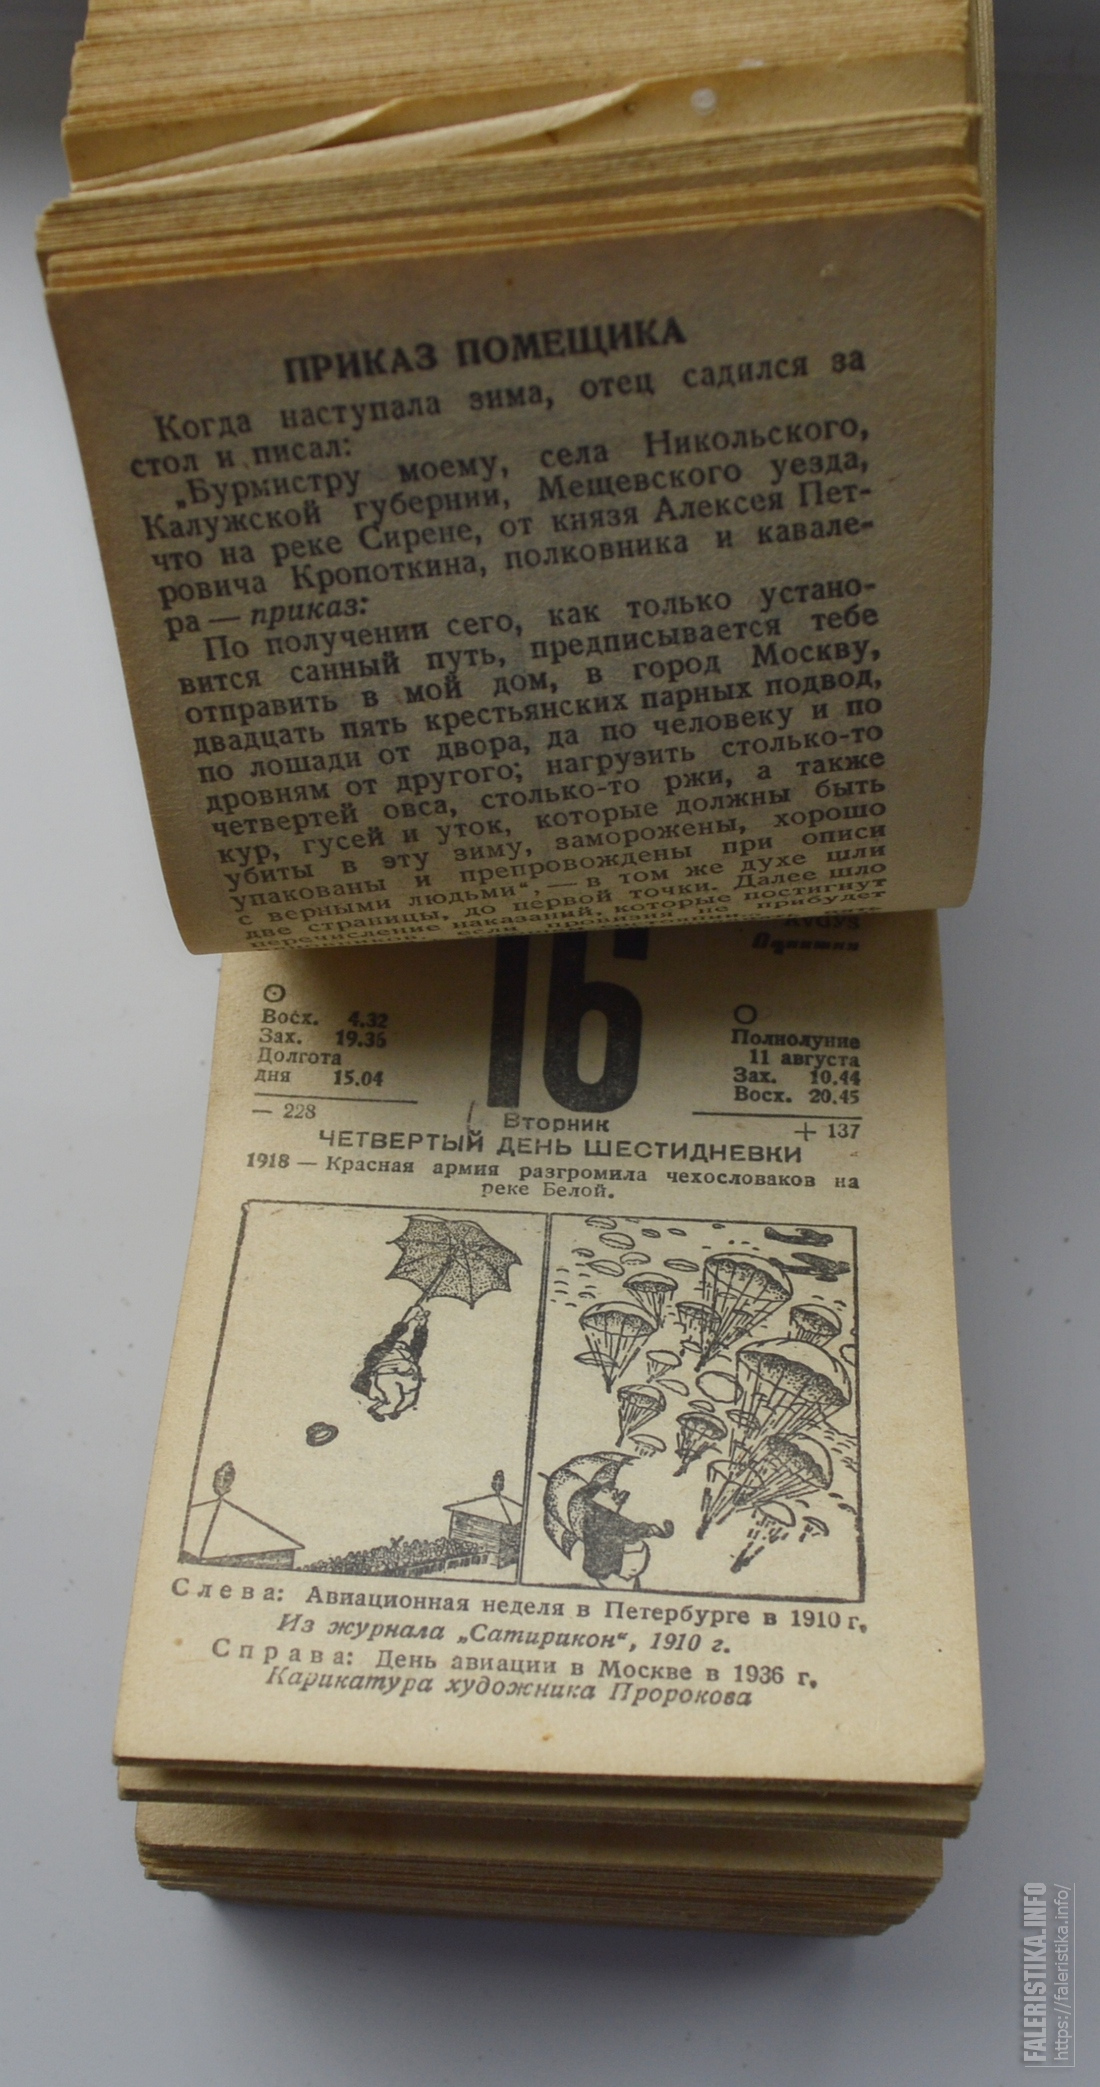 ПРИКАЗ ПОМЕЩИКА
Когда наступала зима, отец садился за
стол и писал:
„Бурмистру моему, села Никольского,
Калужской губернии, Мещевского уезда,
что на реке Сирене, от князя Алексея Пет-
ровича Кропоткина, полковника и кавале-
ра — приказ:
По получении сего, как только устано-
вится санный путь, предписывается тебе
отправить в мой дом, в город Москву,
двадцать пять крестьянских парных подвод,
по лошади от двора, да по человеку и по
дровням от другого; нагрузить столько-то
четвертей овса, столько-то ржи, а также
кур, гусей и уток, которые должны быть
убиты в эту зиму, заморожены, хорошо
упакованы и препровождены при описи
с верными людьми“, — в том же духе шли
две страницы, до первой точки. Далее шло
перечисление наказаний, которые постигнут
если провизия не прибудет
16
☉
Восх. 4.32
Зах. 19.36
Долгота
дня 15.04
— 228
Полнолуние
11 августа
Зах. 10.44
Восх. 20.45
+ 137
Вторник
ЧЕТВЕРТЫЙ ДЕНЬ ШЕСТИДНЕВКИ
1918 — Красная армия разгромила чехословаков на
реке Белой.
Слева: Авиационная неделя в Петербурге в 1910 г.
Из журнала „Сатирикон“, 1910 г.
Справа: День авиации в Москве в 1936 г.
Карикатура художника Пророкова
FALERISTIKA.INFO
https://faleristika.info/